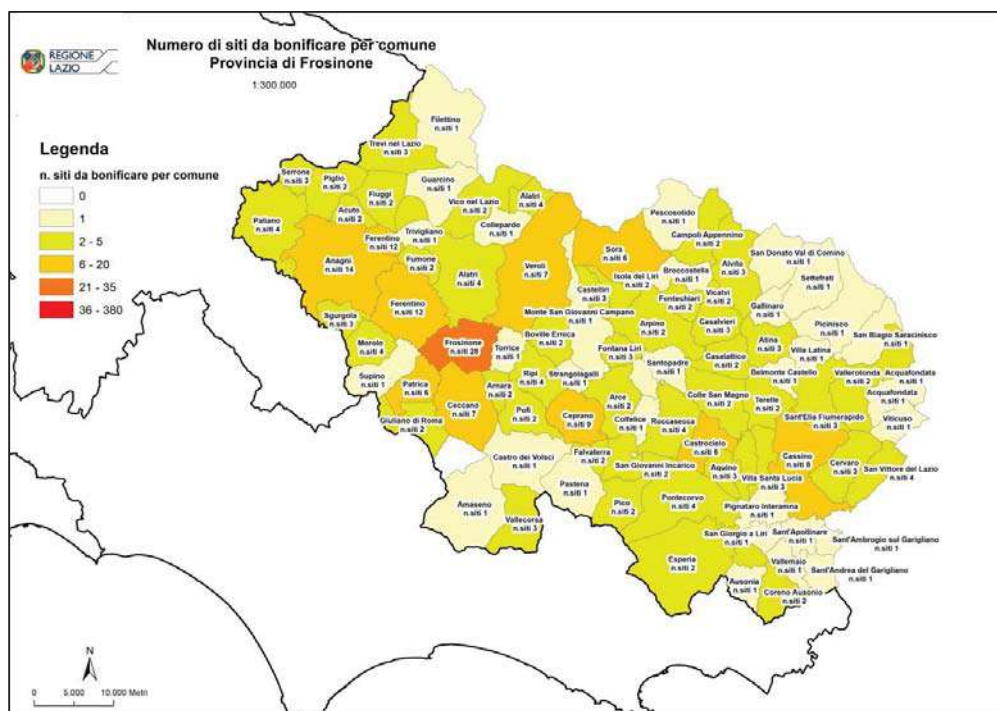 REGIONE
LAZIO
Numero di siti da bonificare per comune
Provincia di Frosinone
1:300.000
Legenda
n. siti da bonificare per comune
0
1
2 - 5
6 - 20
21 - 35
36 - 380
Filettino
n.siti 1
Trevi nel Lazio
n.siti 3
Serrone
n.siti 3
Piglio
n.siti 2
Guarcino
n.siti 1
Fiuggi
n.siti 2
Vico nel Lazio
n.siti 2
Alatri
n.siti 4
Paliano
n.siti 4
Acuto
n.siti 2
Trivigliano
n.siti 1
Collepardo
n.siti 1
Pescosolido
n.siti 1
Campoli Appennino
n.siti 2
Ferentino
n.siti 12
Anagni
n.siti 14
Fumone
n.siti 2
Alatri
n.siti 4
Veroli
n.siti 7
Sora
n.siti 6
Isola del Liri
n.siti 2
Broccostella
n.siti 1
Alvito
n.siti 3
San Donato Val di Comino
n.siti 1
Settefrati
n.siti 1
Castelliri
n.siti 3
Fontechiari
n.siti 2
Vicalvi
n.siti 2
Gallinaro
n.siti 1
Ferentino
n.siti 12
Monte San Giovanni Campano
n.siti 1
Arpino
n.siti 2
Casalvieri
n.siti 3
Picinisco
n.siti 1
San Biagio Saracinisco
n.siti 1
Sgurgola
n.siti 3
Morolo
n.siti 4
Frosinone
n.siti 28
Torrice
n.siti 1
Boville Ernica
n.siti 2
Fontana Liri
n.siti 3
Atina
n.siti 3
Villa Latina
n.siti 1
Casalattico
n.siti 2
Santopadre
n.siti 1
Belmonte Castello
n.siti 1
Vallerotonda
n.siti 2
Acquafondata
n.siti 1
Acquafondata
n.siti 1
Supino
n.siti 1
Patrica
n.siti 6
Ripi
n.siti 4
Strangolagalli
n.siti 1
Arnara
n.siti 2
Arce
n.siti 2
Colle San Magno
n.siti 2
Terelle
n.siti 2
Viticuso
n.siti 1
Giuliano di Roma
n.siti 2
Ceccano
n.siti 7
Pofi
n.siti 2
Ceprano
n.siti 9
Colfelice
n.siti 1
Roccasecca
n.siti 4
Sant'Elia Fiumerapido
n.siti 3
Castrocielo
Cassino
Castro dei Volsci
n.siti 1
Falvaterra
n.siti 2
San Giovanni Incarico
n.siti 2
Aquino
n.siti 3
Villa Santa Lucia
n.siti 3
Cervaro
n.siti 3
San Vittore del Lazio
n.siti 4
Amaseno
n.siti 1
Vallecorsa
n.siti 3
Pastena
n.siti 1
Pico
n.siti 2
Pontecorvo
n.siti 4
Pignataro Interamna
n.siti 1
San Giorgio a Liri
n.siti 1
Sant'Apollinare
n.siti 1
Sant'Ambrogio sul Garigliano
n.siti 1
Esperia
n.siti 2
Vallemaio
n.siti 1
Sant'Andrea del Garigliano
n.siti 1
Ausonia
n.siti 1
Coreno Ausonio
n.siti 2
N
0 5.000 10.000 Metri